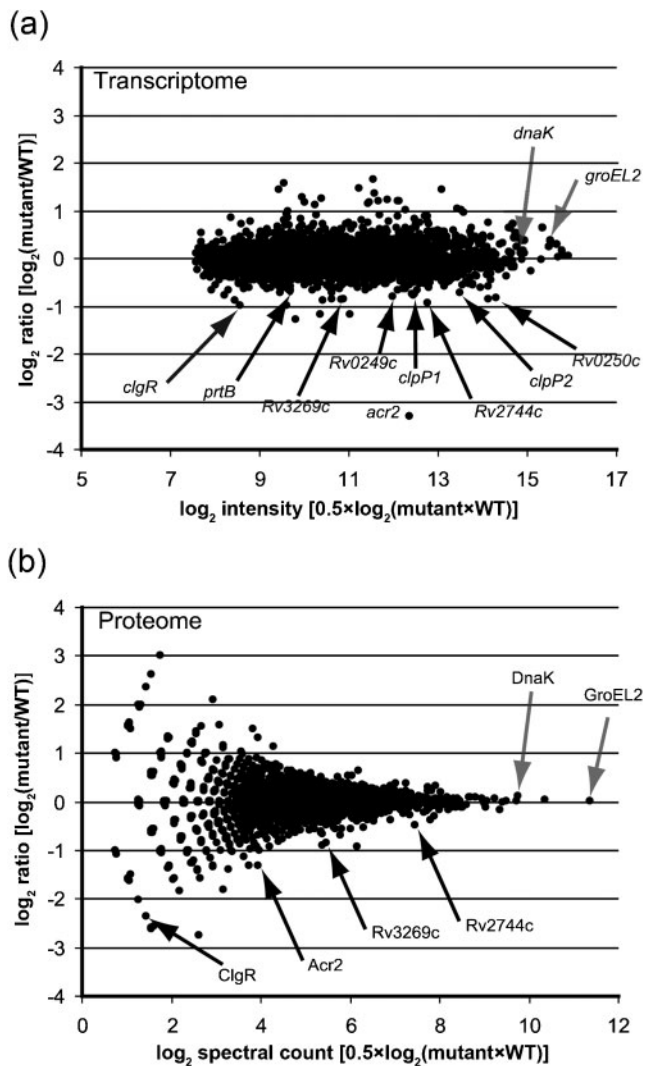 (a)
Transcriptome
4
3
2
1
0
-1
-2
-3
-4
log2 ratio [log2(mutant/WT)]
dnaK
groEL2
clgR
prtB
Rv3269c
Rv0249c
acr2
clpP1
Rv2744c
clpP2
Rv0250c
5 7 9 11 13 15 17
log2 intensity [0.5×log2(mutant×WT)]
(b)
Proteome
4
3
2
1
0
-1
-2
-3
-4
log2 ratio [log2(mutant/WT)]
DnaK
GroEL2
ClgR
Acr2
Rv3269c
Rv2744c
0 2 4 6 8 10 12
log2 spectral count [0.5×log2(mutant×WT)]